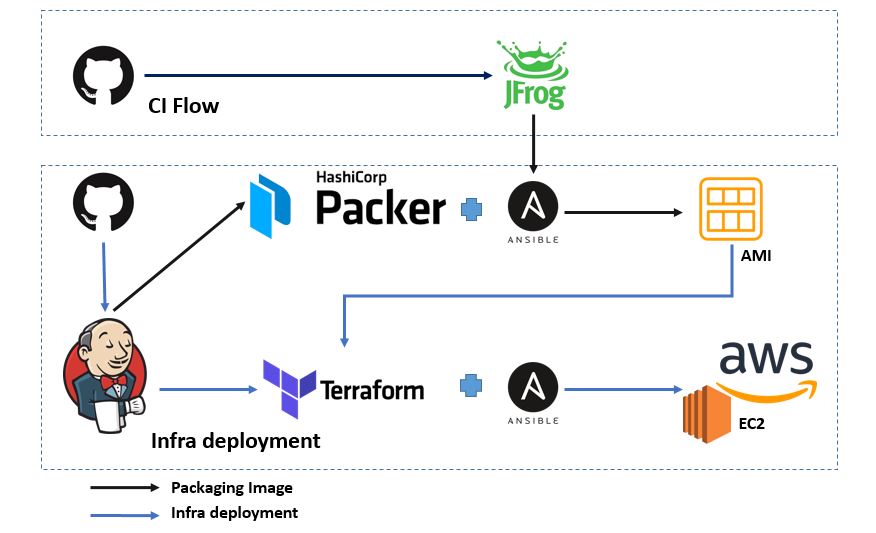 JFrog
CI Flow
HashiCorp
Packer
ANSIBLE
AMI
aws
Terraform
ANSIBLE
EC2
Infra deployment
Packaging Image
Infra deployment